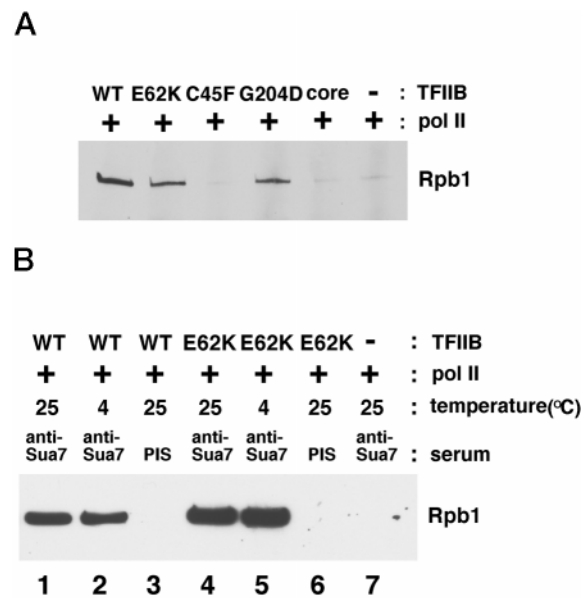 A
WT E62K C45F G204D core - : TFIIB
+ + + + + + : pol II
Rpb1
B
WT WT WT E62K E62K E62K - : TFIIB
+ + + + + + + : pol II
25 4 25 25 4 25 25 : temperature(°C)
anti- anti- anti- anti- anti-
Sua7 Sua7 PIS Sua7 Sua7 PIS Sua7 : serum
Rpb1
1 2 3 4 5 6 7